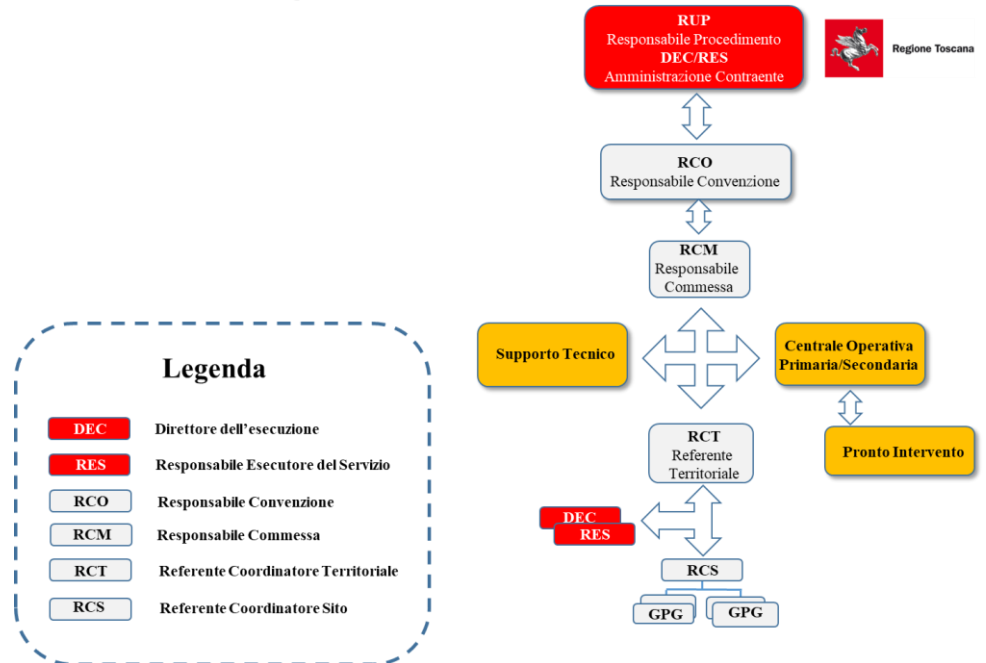 RUP
Responsabile Procedimento
DEC/RES
Amministrazione Contraente
Regione Toscana
RCO
Responsabile Convenzione
RCM
Responsabile
Commessa
Supporto Tecnico
Centrale Operativa
Primaria/Secondaria
RCT
Referente
Territoriale
Pronto Intervento
DEC
RES
RCS
GPG
GPG
Legenda
DEC Direttore dell'esecuzione
RES Responsabile Esecutore del Servizio
RCO Responsabile Convenzione
RCM Responsabile Commessa
RCT Referente Coordinatore Territoriale
RCS Referente Coordinatore Sito